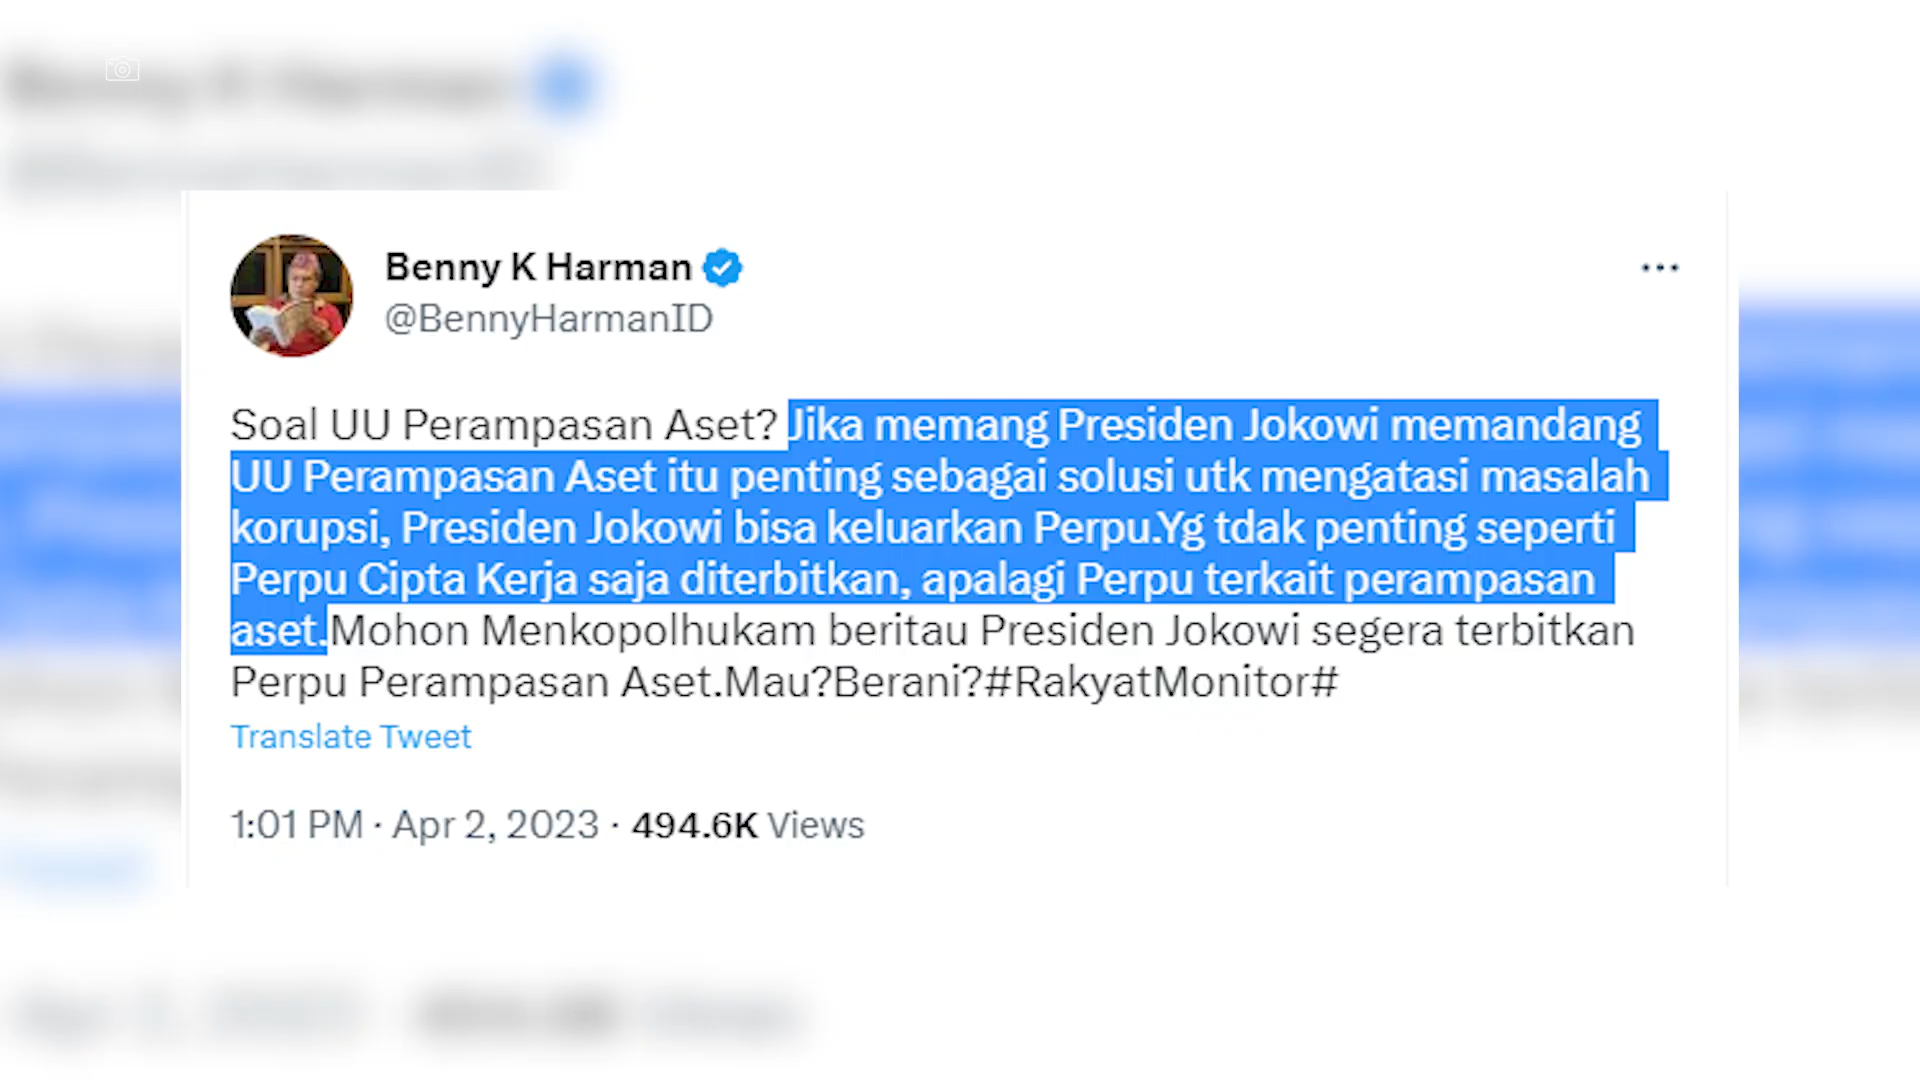 Benny K Harman
@BennyHarmanID
Soal UU Perampasan Aset? Jika memang Presiden Jokowi memandang
UU Perampasan Aset itu penting sebagai solusi utk mengatasi masalah
korupsi, Presiden Jokowi bisa keluarkan Perpu.Yg tdak penting seperti
Perpu Cipta Kerja saja diterbitkan, apalagi Perpu terkait perampasan
aset.Mohon Menkopolhukam beritau Presiden Jokowi segera terbitkan
Perpu Perampasan Aset.Mau?Berani?#RakyatMonitor#
Translate Tweet
1:01 PM · Apr 2, 2023 · 494.6K Views